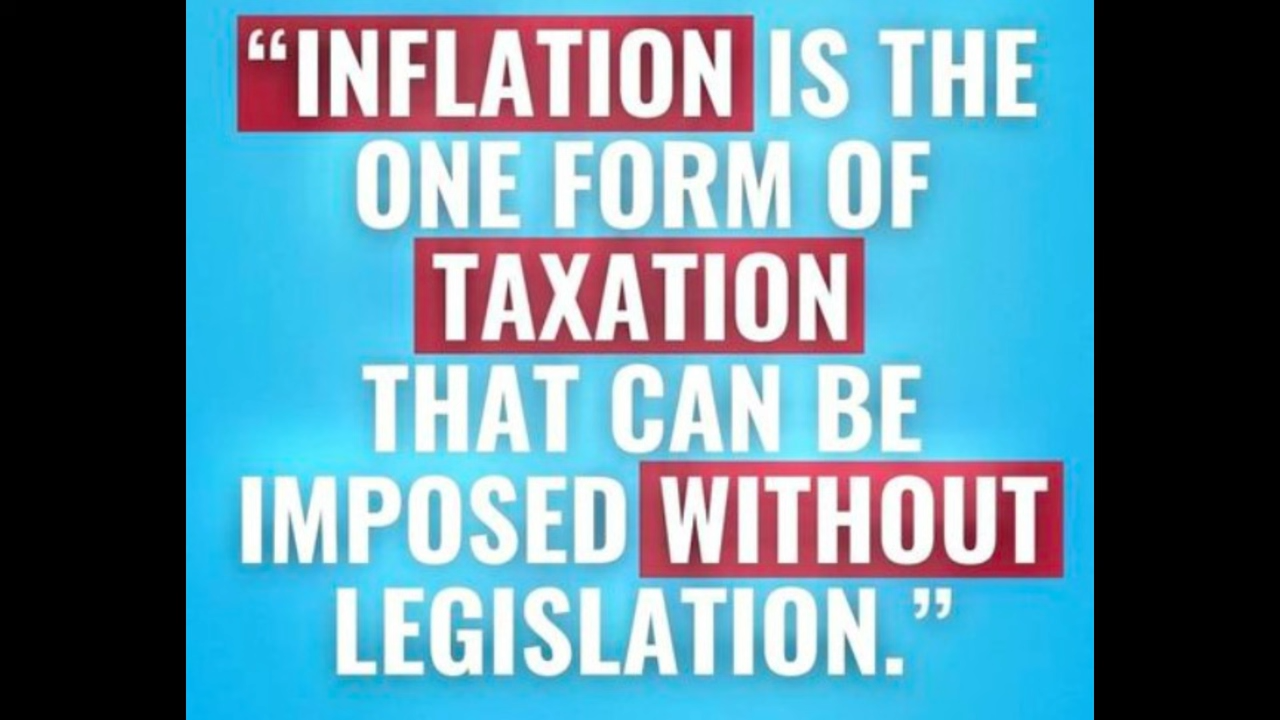 “INFLATION IS THE
ONE FORM OF
TAXATION
THAT CAN BE
IMPOSED WITHOUT
LEGISLATION.”